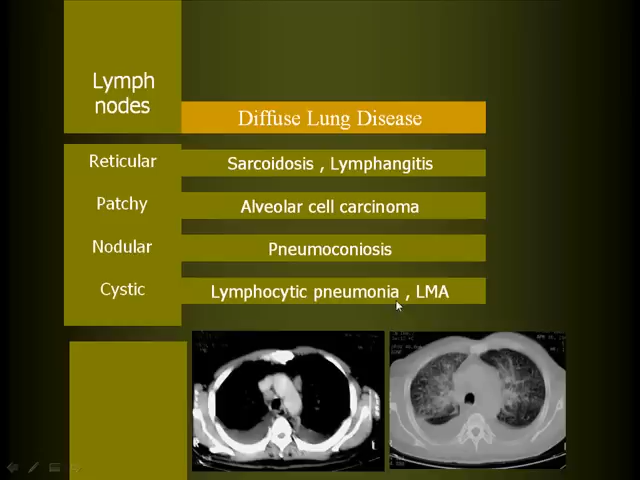 Lymph
nodes
Diffuse Lung Disease
Reticular
Sarcoidosis , Lymphangitis
Patchy
Alveolar cell carcinoma
Nodular
Pneumoconiosis
Cystic
Lymphocytic pneumonia , LMA